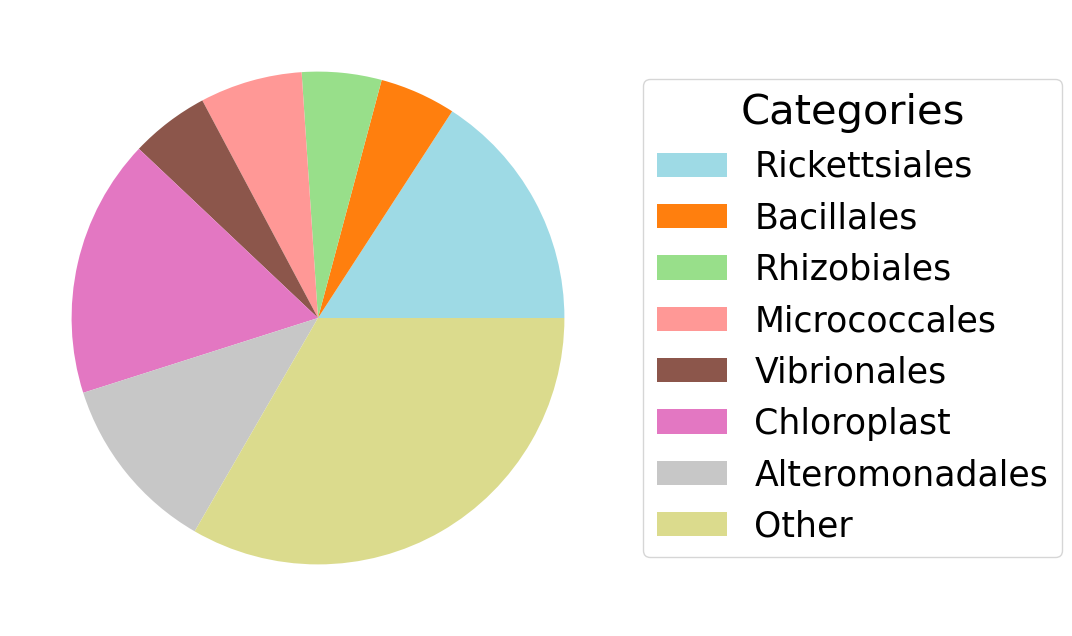 Categories
Rickettsiales
Bacillales
Rhizobiales
Micrococcales
Vibrionales
Chloroplast
Alteromonadales
Other